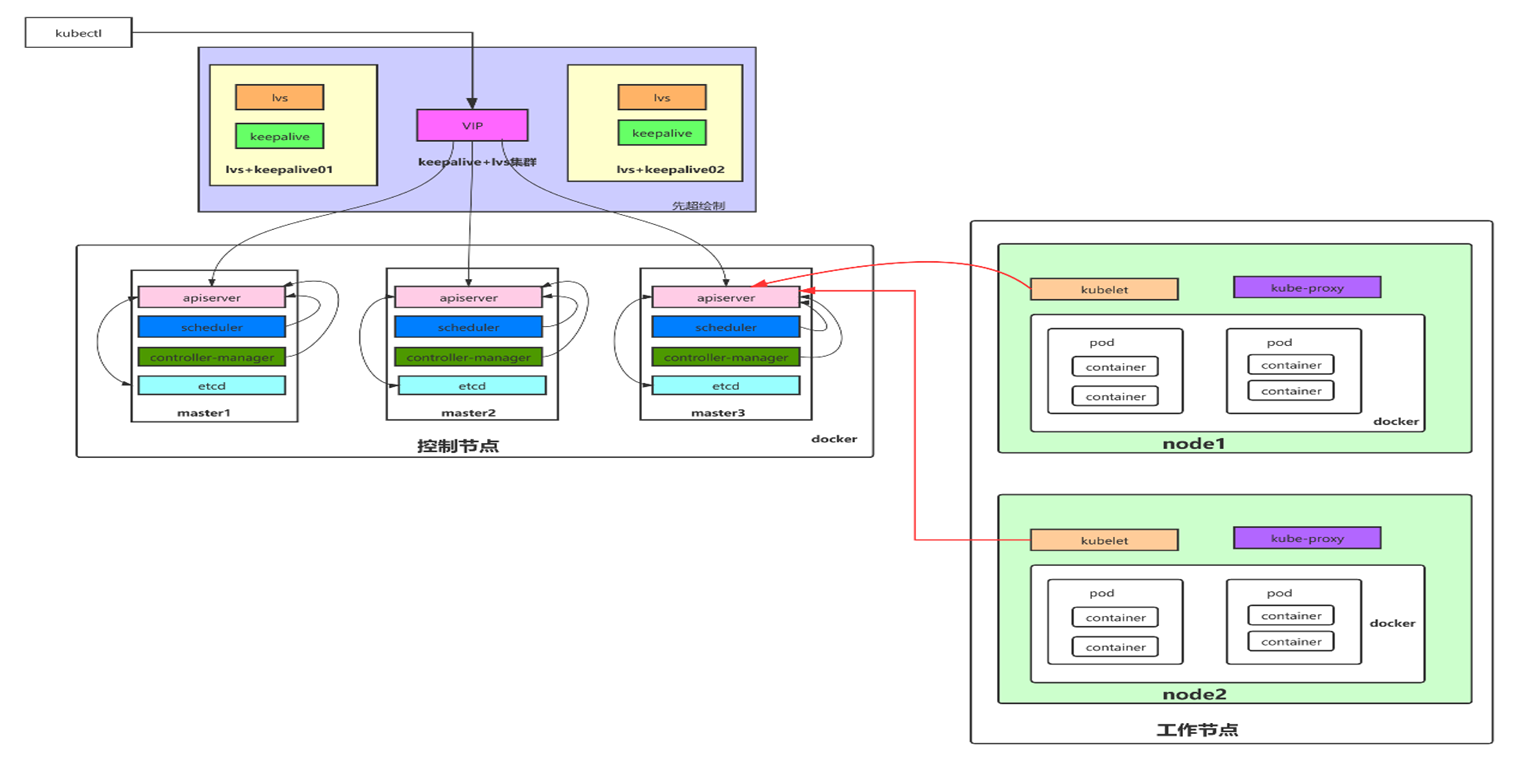 kubectl
lvs
keepalive
lvs+keepalive01
VIP
keepalive+lvs集群
lvs
keepalive
lvs+keepalive02
先超绘制
apiserver
scheduler
controller-manager
etcd
master1
apiserver
scheduler
controller-manager
etcd
master2
apiserver
scheduler
controller-manager
etcd
master3
控制节点
docker
kubelet
kube-proxy
pod
container
container
pod
container
container
docker
node1
kubelet
kube-proxy
pod
container
container
pod
container
container
docker
node2
工作节点